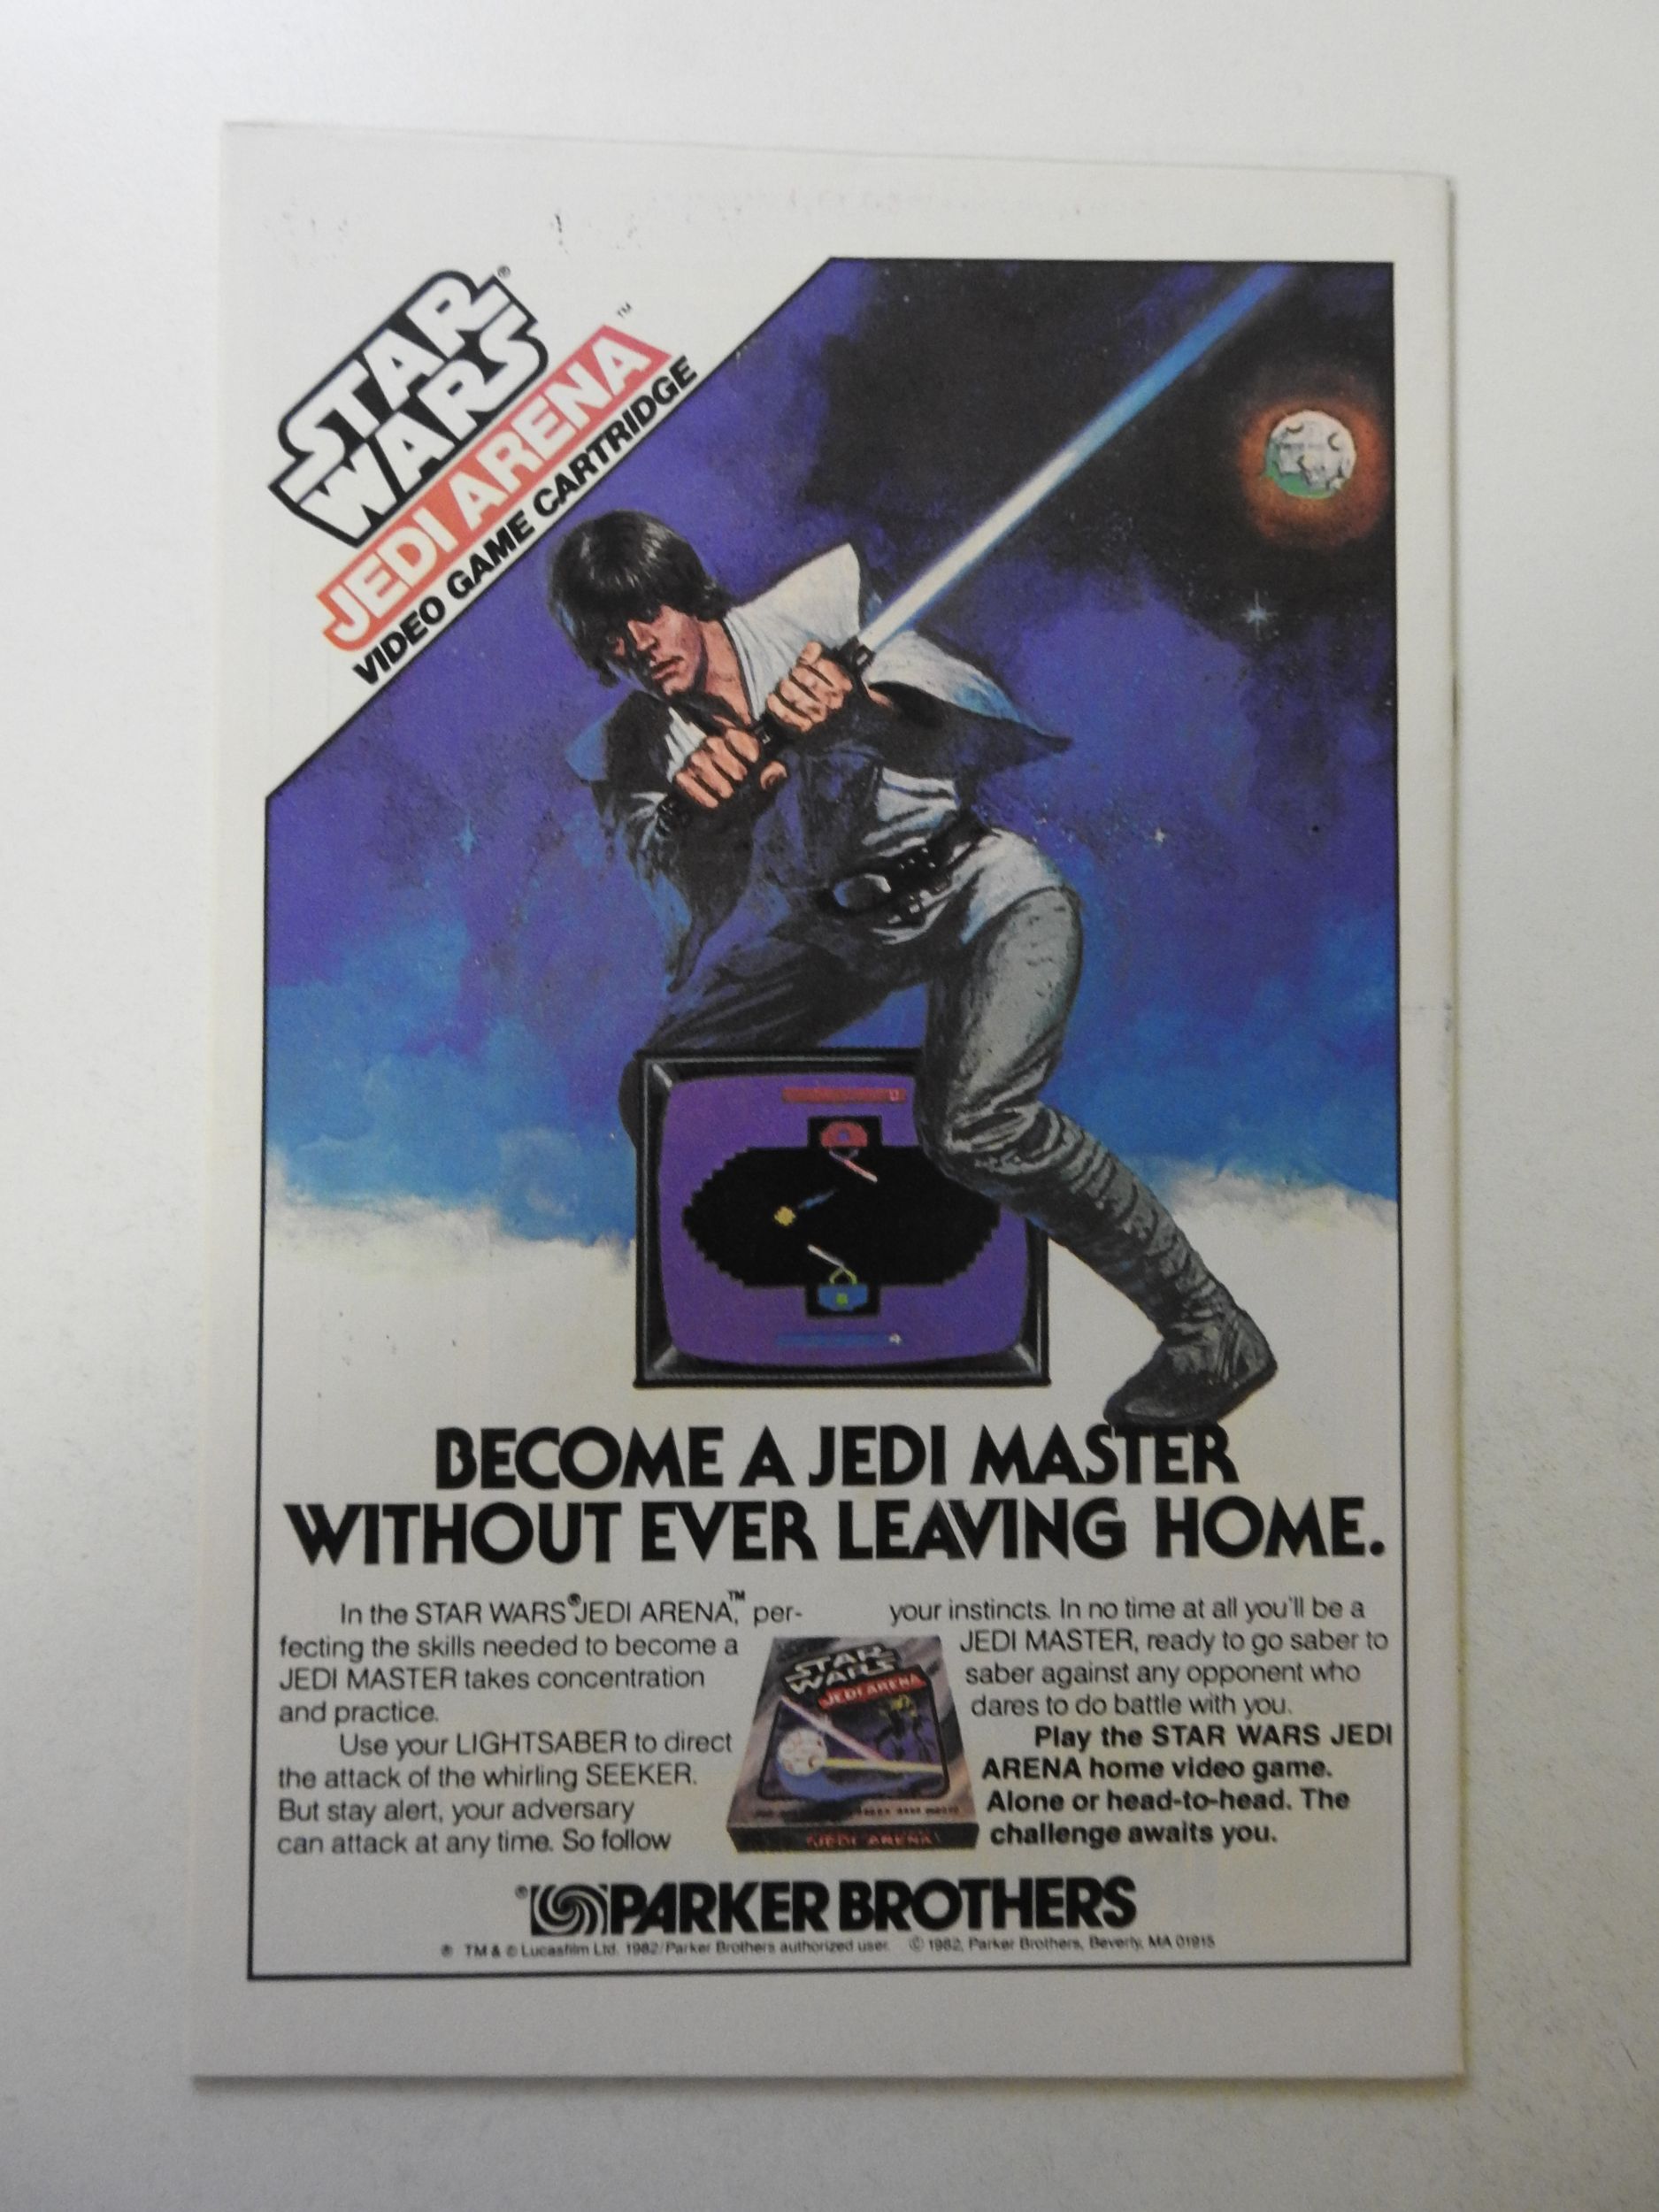 STAR®
WARS
JEDI ARENA™
VIDEO GAME CARTRIDGE
0
4
BECOME A JEDI MASTER
WITHOUT EVER LEAVING HOME.
In the STAR WARS® JEDI ARENA,™ per-
fecting the skills needed to become a
JEDI MASTER takes concentration
and practice.
Use your LIGHTSABER to direct
the attack of the whirling SEEKER.
But stay alert, your adversary
can attack at any time. So follow
your instincts. In no time at all you'll be a
JEDI MASTER, ready to go saber to
saber against any opponent who
dares to do battle with you.
Play the STAR WARS JEDI
ARENA home video game.
Alone or head-to-head. The
challenge awaits you.
STAR
WARS
JEDI ARENA
JEDI ARENA
®PARKER BROTHERS
® TM & © Lucasfilm Ltd. 1982/Parker Brothers authorized user. © 1982, Parker Brothers, Beverly, MA 01915